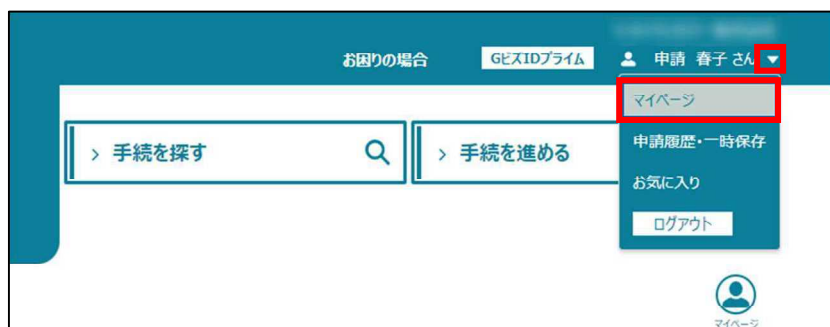 お困りの場合
GビズIDプライム
申請 春子 さん
マイページ
> 手続を探す
> 手続を進める
申請履歴・一時保存
お気に入り
ログアウト
マイページ